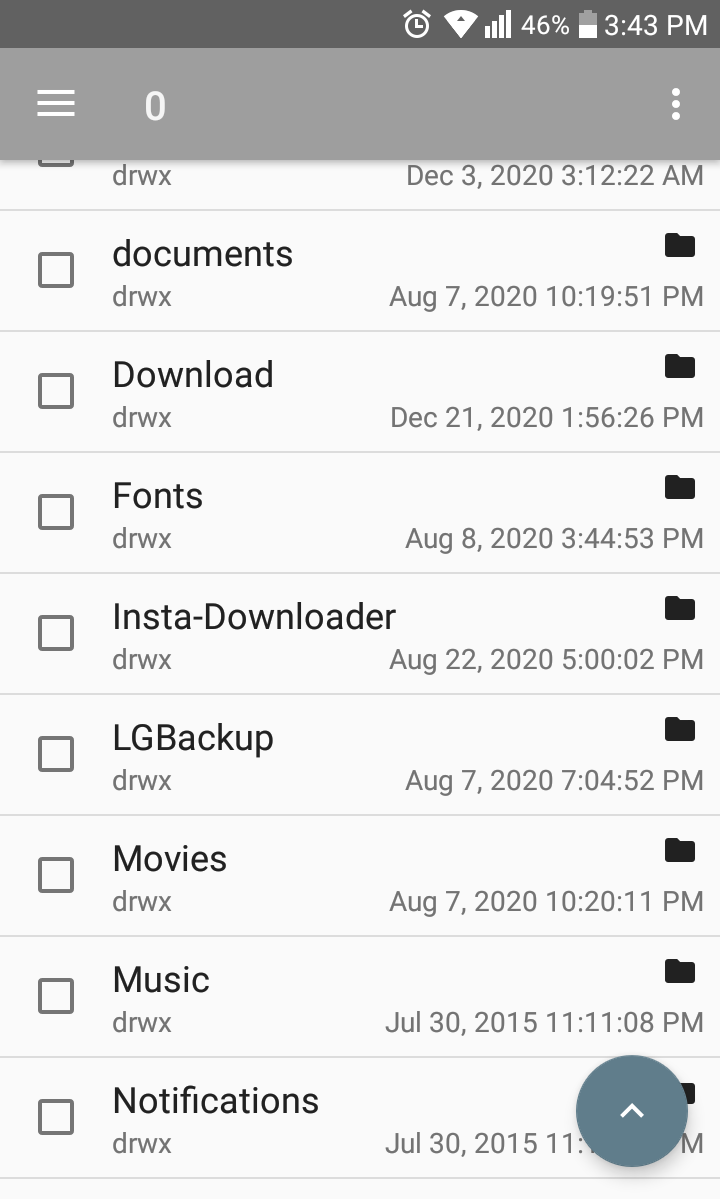 46% 3:43 PM
0
drwx Dec 3, 2020 3:12:22 AM
documents
drwx Aug 7, 2020 10:19:51 PM
Download
drwx Dec 21, 2020 1:56:26 PM
Fonts
drwx Aug 8, 2020 3:44:53 PM
Insta-Downloader
drwx Aug 22, 2020 5:00:02 PM
LGBackup
drwx Aug 7, 2020 7:04:52 PM
Movies
drwx Aug 7, 2020 10:20:11 PM
Music
drwx Jul 30, 2015 11:11:08 PM
Notifications
drwx Jul 30, 2015 11: M